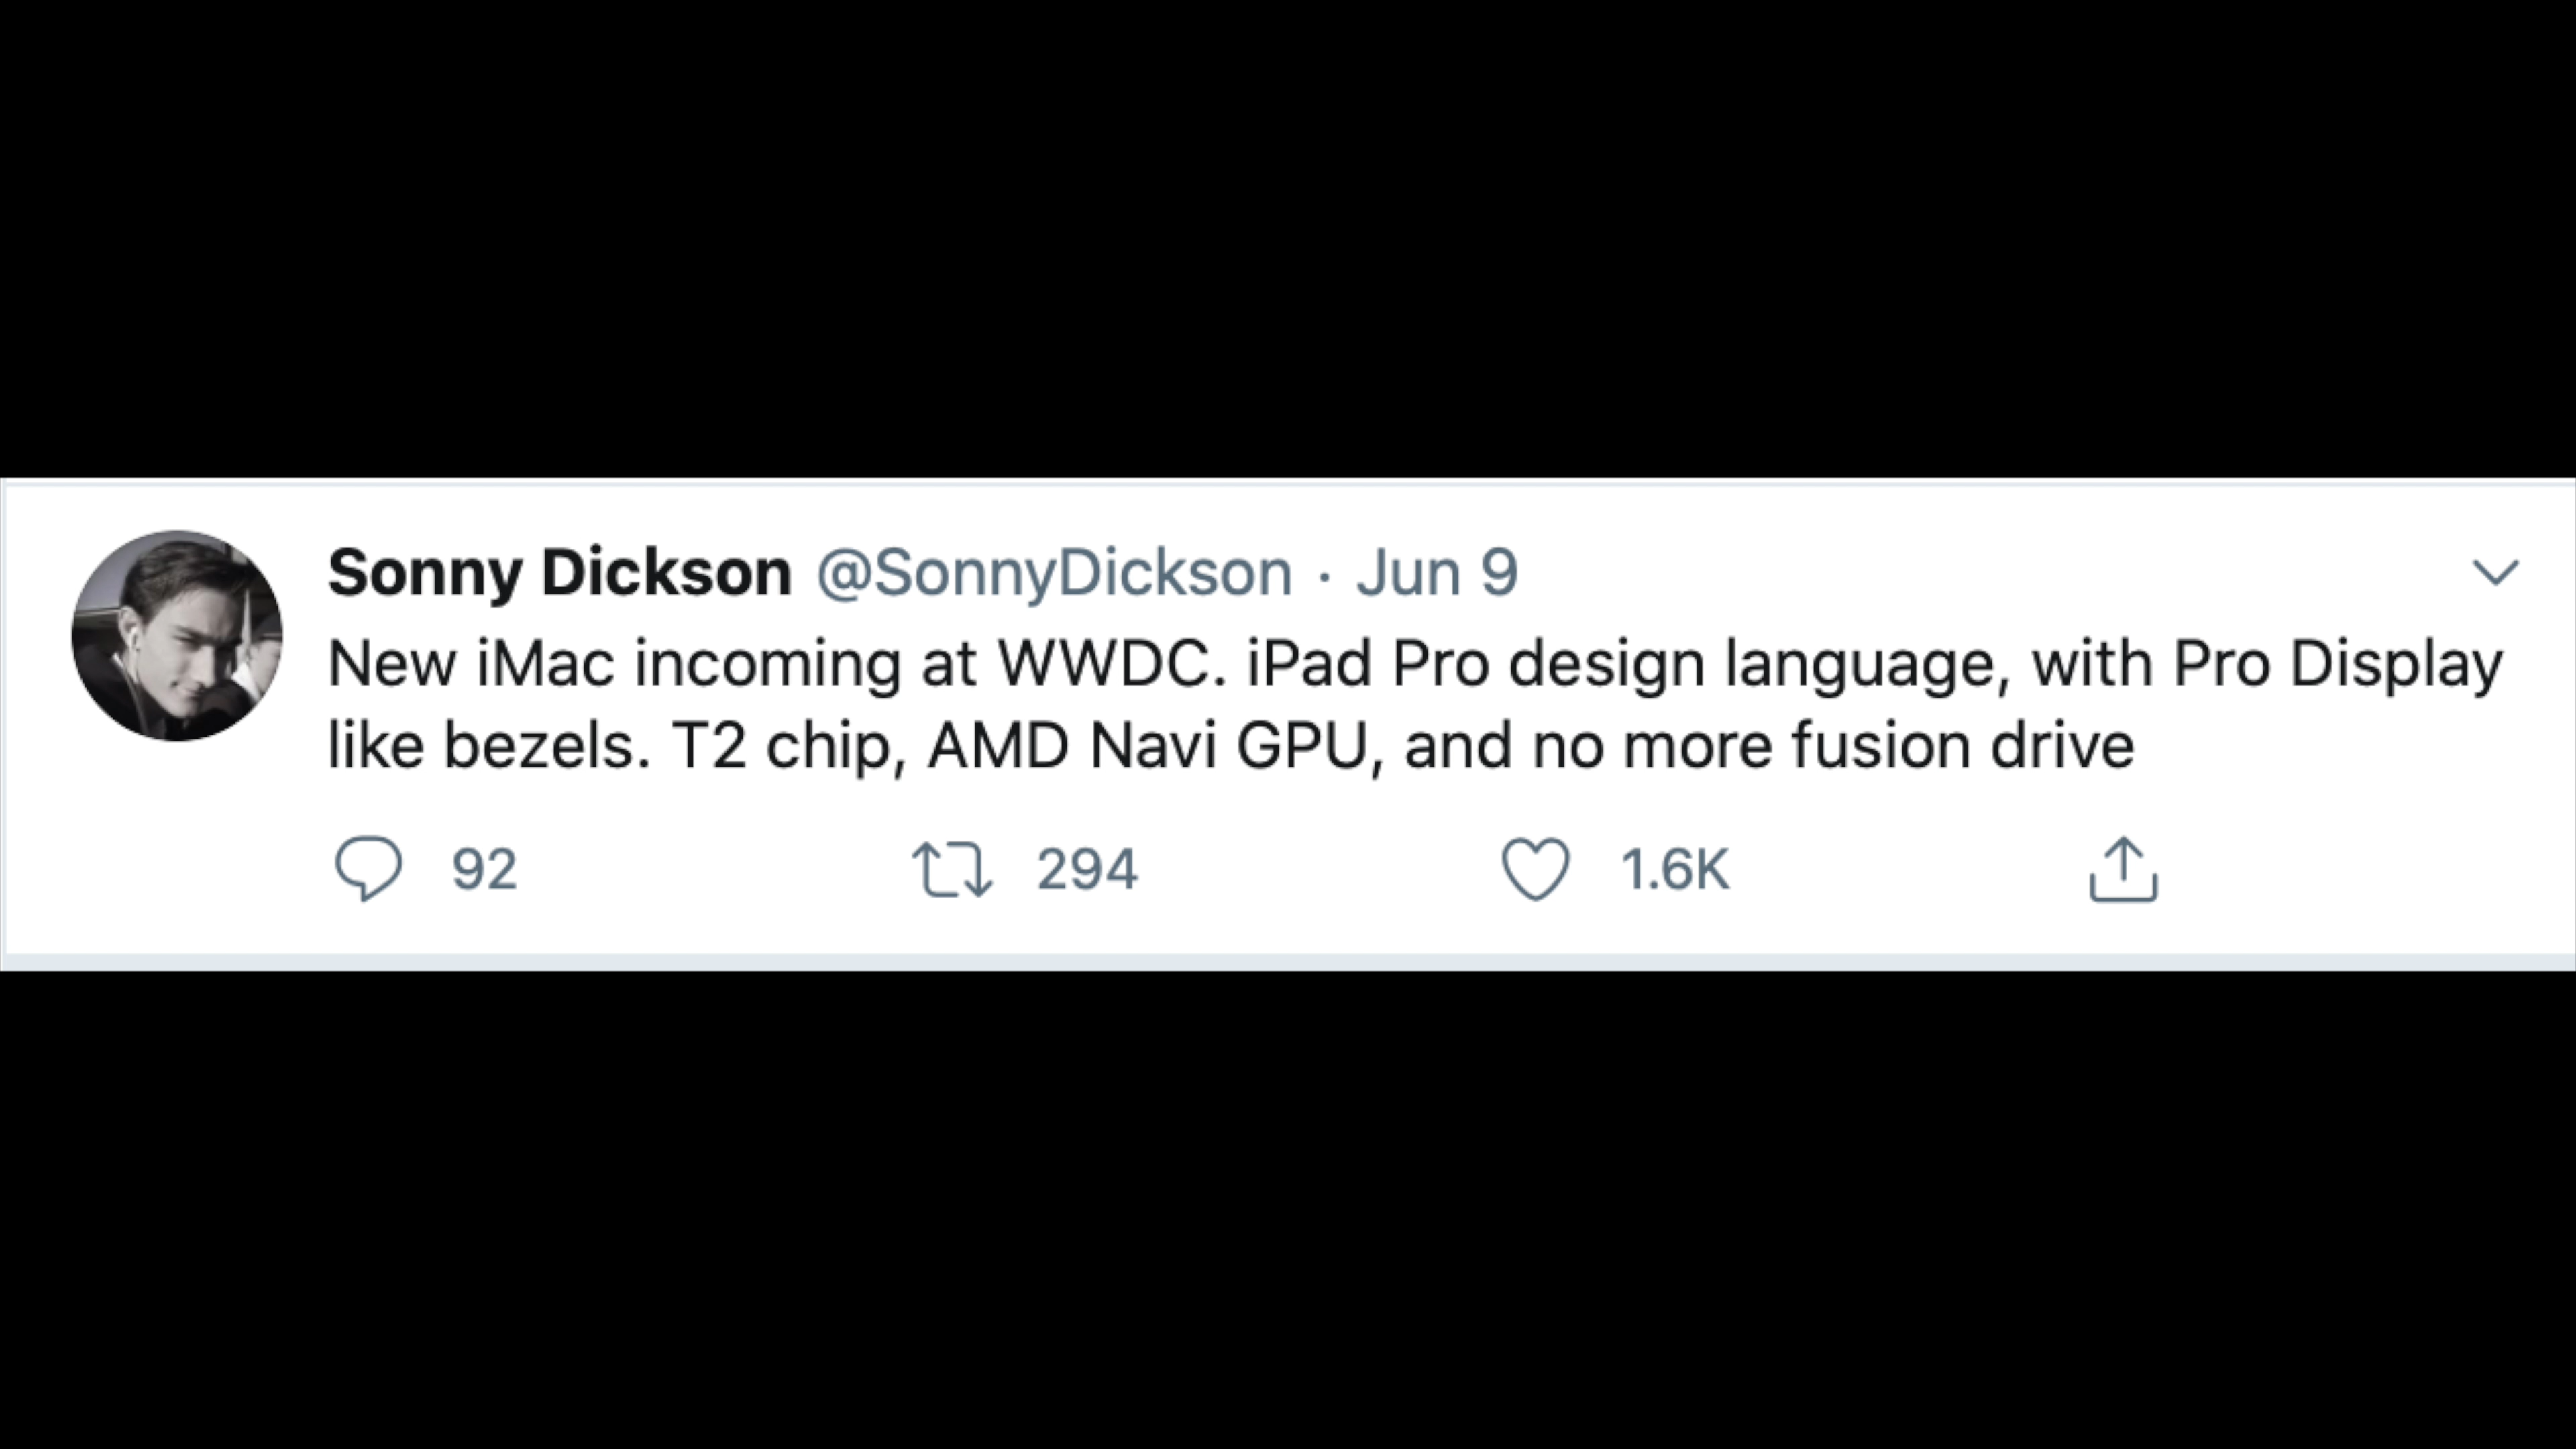 Sonny Dickson @SonnyDickson · Jun 9
New iMac incoming at WWDC. iPad Pro design language, with Pro Display
like bezels. T2 chip, AMD Navi GPU, and no more fusion drive
92 294 1.6K